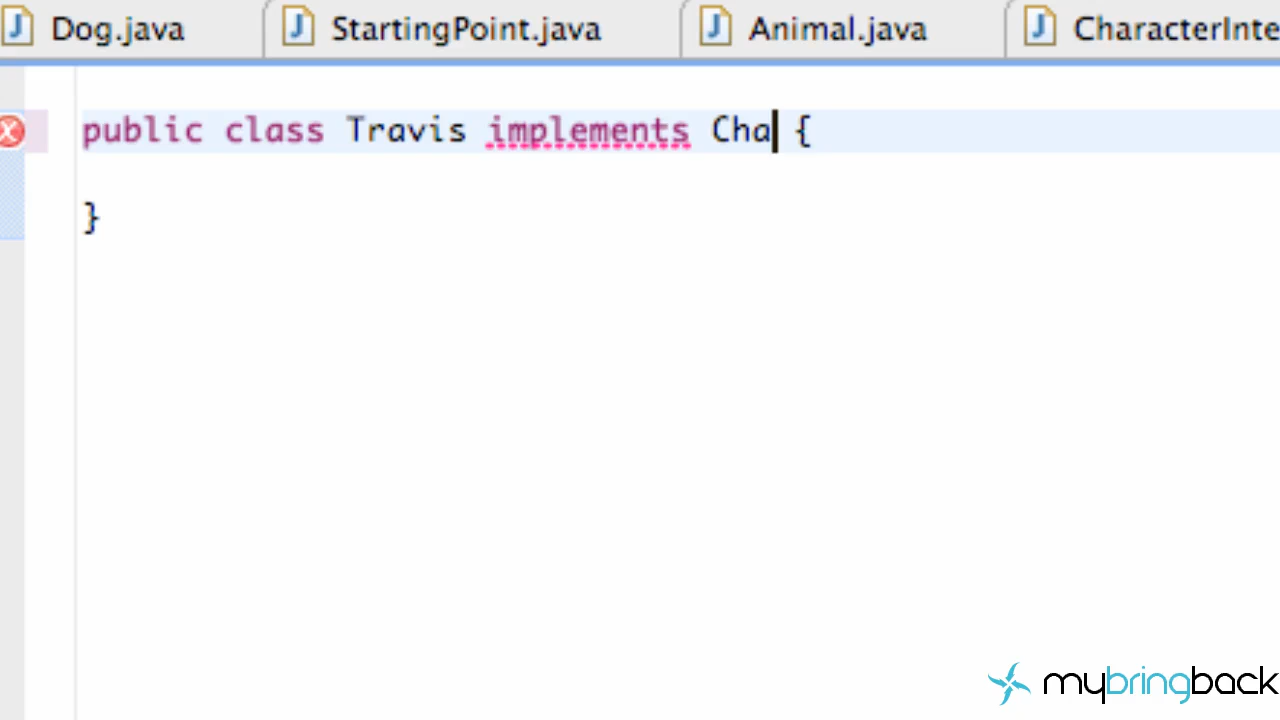 Dog.java StartingPoint.java Animal.java CharacterInte
public class Travis implements Cha {
}
mybringback